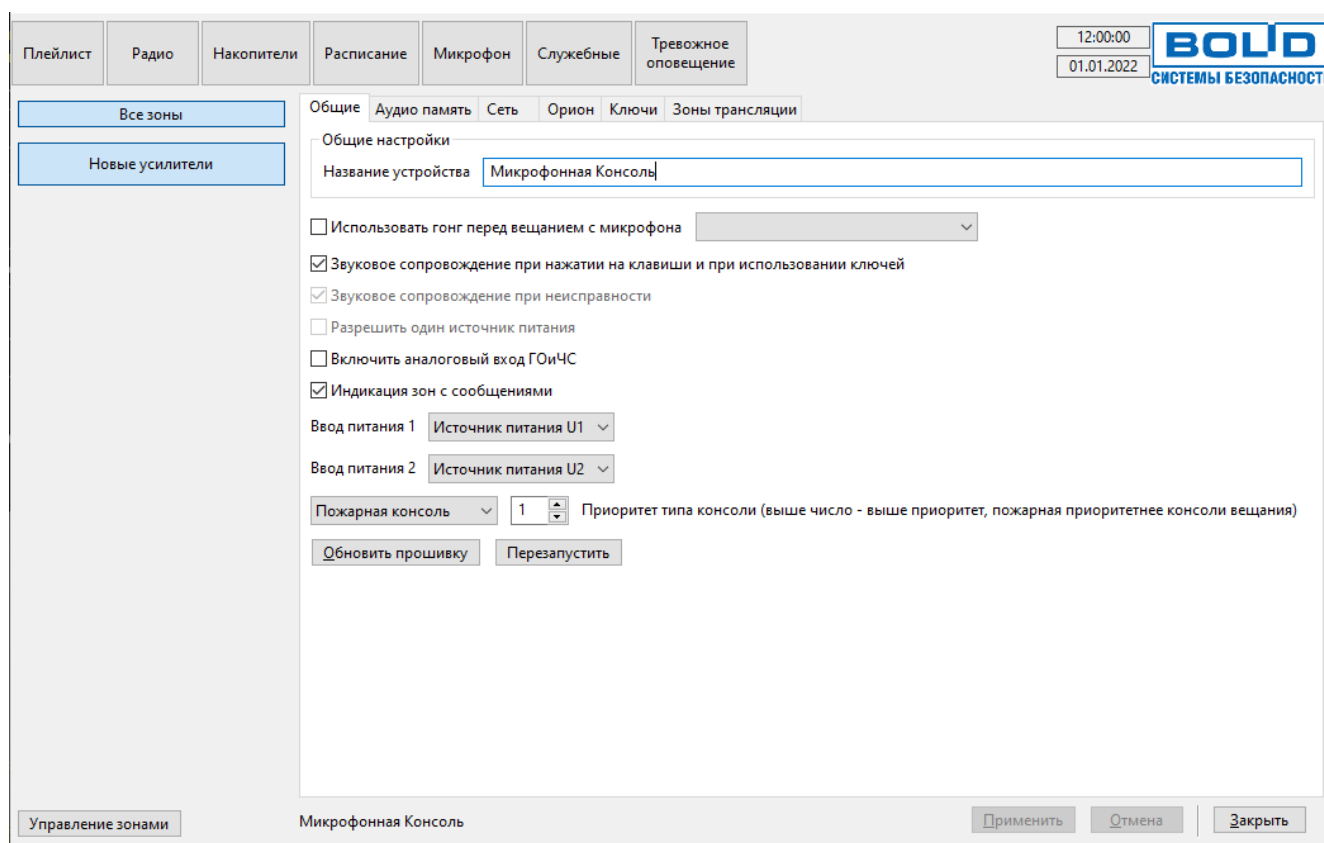 Плейлист
Радио
Накопители
Расписание
Микрофон
Служебные
Тревожное
оповещение
12:00:00
01.01.2022
BOLID
СИСТЕМЫ БЕЗОПАСНОСТ
Все зоны
Новые усилители
Общие
Аудио память
Сеть
Орион
Ключи
Зоны трансляции
Общие настройки
Название устройства
Микрофонная Консоль
Использовать гонг перед вещанием с микрофона
Звуковое сопровождение при нажатии на клавиши и при использовании ключей
Звуковое сопровождение при неисправности
Разрешить один источник питания
Включить аналоговый вход ГОиЧС
Индикация зон с сообщениями
Ввод питания 1
Источник питания U1
Ввод питания 2
Источник питания U2
Пожарная консоль
1
Приоритет типа консоли (выше число - выше приоритет, пожарная приоритетнее консоли вещания)
Обновить прошивку
Перезапустить
Управление зонами
Микрофонная Консоль
Применить
Отмена
Закрыть